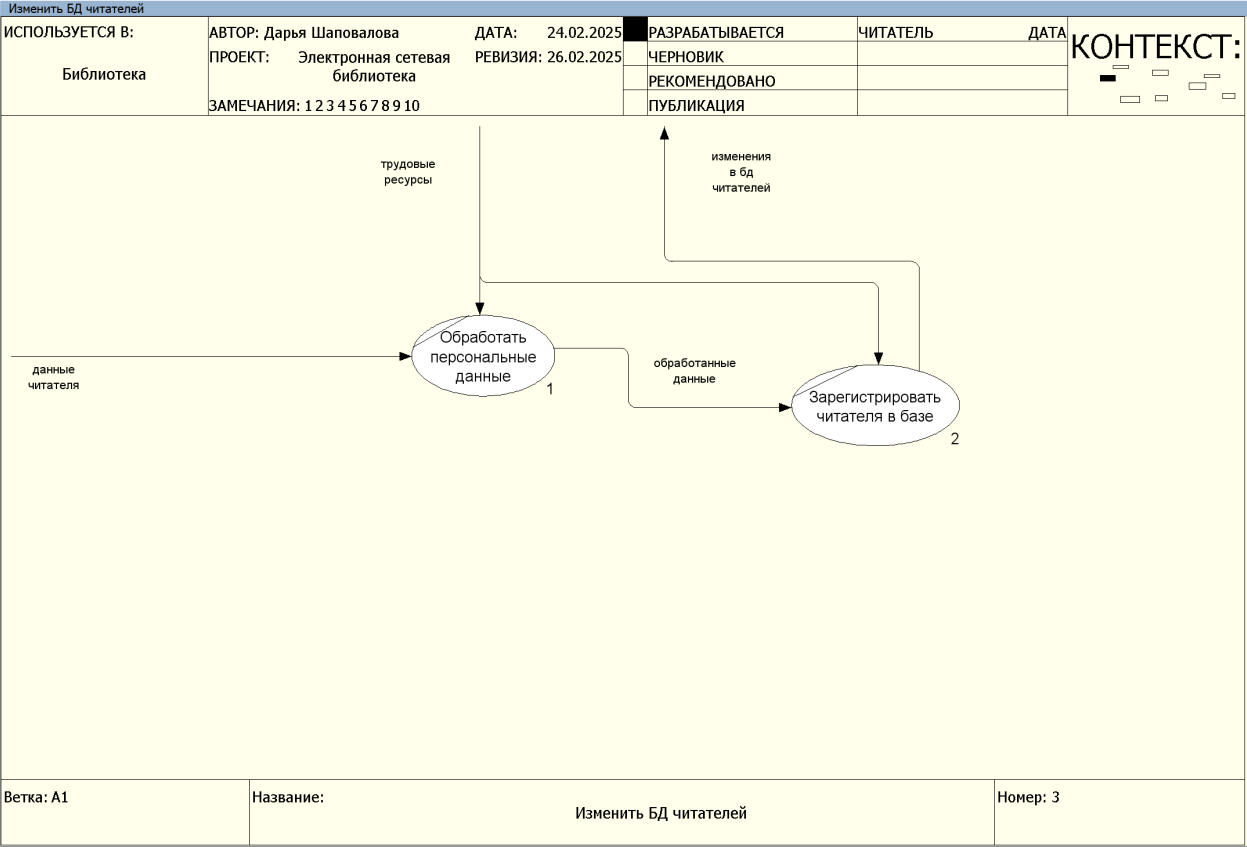 Изменить БД читателей
ИСПОЛЬЗУЕТСЯ В:
Библиотека
АВТОР: Дарья Шаповалова
ДАТА: 24.02.2025
ПРОЕКТ: Электронная сетевая
библиотека
РЕВИЗИЯ: 26.02.2025
ЗАМЕЧАНИЯ: 1 2 3 4 5 6 7 8 9 10
РАЗРАБАТЫВАЕТСЯ
ЧЕРНОВИК
РЕКОМЕНДОВАНО
ПУБЛИКАЦИЯ
ЧИТАТЕЛЬ ДАТА
КОНТЕКСТ:
трудовые
ресурсы
изменения
в бд
читателей
данные
читателя
Обработать
персональные
данные
1
обработанные
данные
Зарегистрировать
читателя в базе
2
Ветка: A1
Название:
Изменить БД читателей
Номер: 3